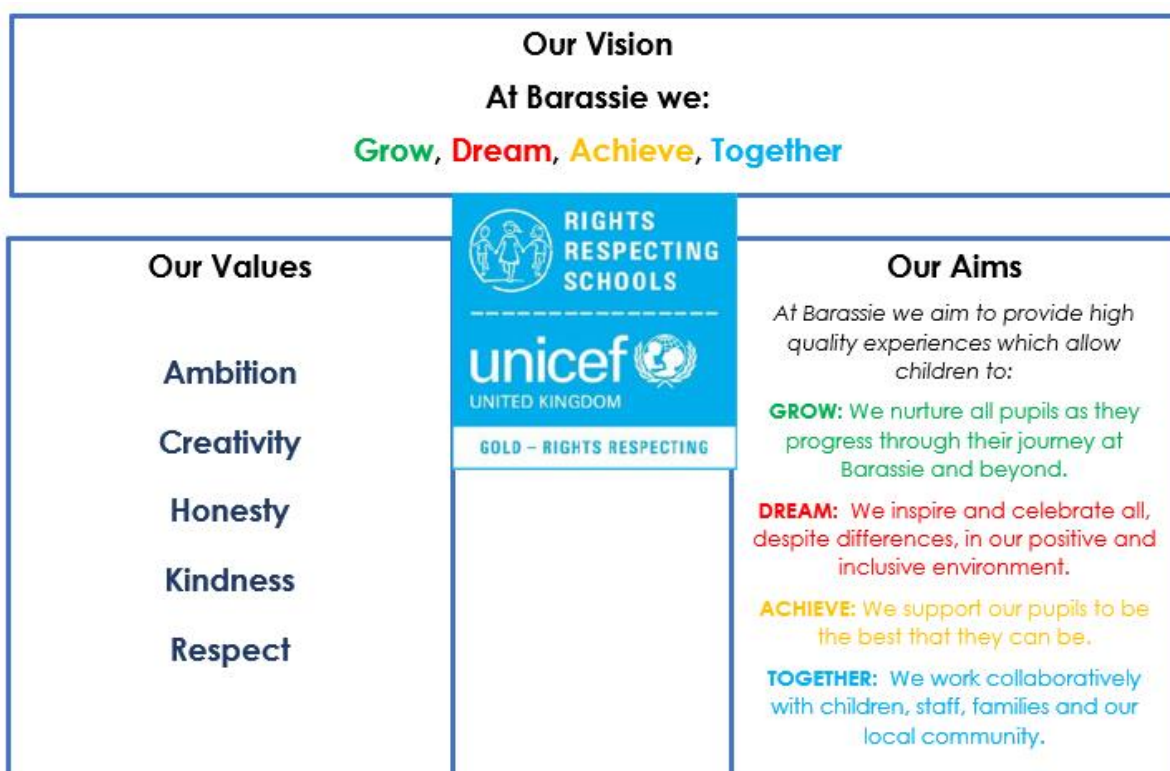 Our Vision
At Barassie we:
Grow, Dream, Achieve, Together
RIGHTS
RESPECTING
SCHOOLS
unicef
UNITED KINGDOM
GOLD – RIGHTS RESPECTING
Our Values
Ambition
Creativity
Honesty
Kindness
Respect
Our Aims
At Barassie we aim to provide high
quality experiences which allow
children to:
GROW: We nurture all pupils as they
progress through their journey at
Barassie and beyond.
DREAM: We inspire and celebrate all,
despite differences, in our positive and
inclusive environment.
ACHIEVE: We support our pupils to be
the best that they can be.
TOGETHER: We work collaboratively
with children, staff, families and our
local community.